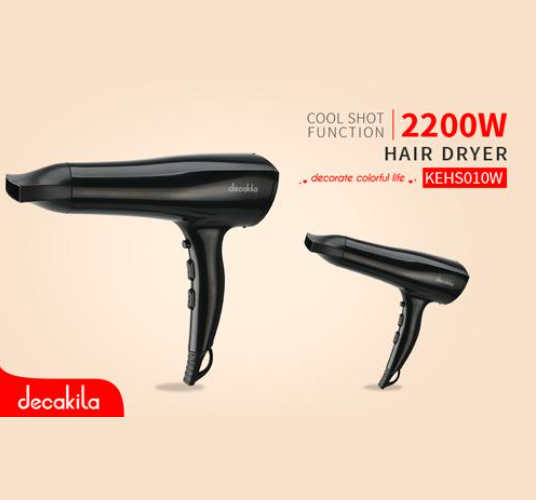 COOL SHOT
FUNCTION
2200W
HAIR DRYER
decorate colorful life
KEHS010W
decakila
decakila
decakila